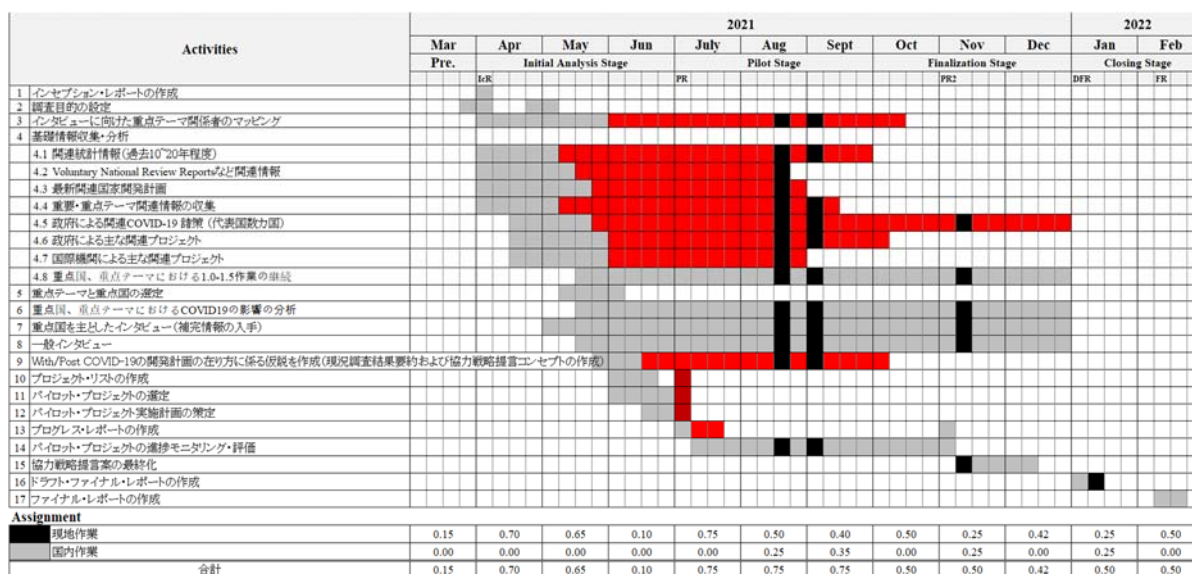 Activities
2021 2022
Mar Apr May Jun July Aug Sept Oct Nov Dec Jan Feb
Pre. Initial Analysis Stage Pilot Stage Finalization Stage Closing Stage
IcR PR PR2 DFR FR
1 インセプション・レポートの作成
2 調査目的の設定
3 インタビューに向けた重点テーマ関係者のマッピング
4 基礎情報収集・分析
4.1 関連統計情報(過去10~20年程度)
4.2 Voluntary National Review Reportsなど関連情報
4.3 最新関連国家開発計画
4.4 重要・重点テーマ関連情報の収集
4.5 政府による関連COVID-19 諸策 (代表国数カ国)
4.6 政府による主な関連プロジェクト
4.7 国際機関による主な関連プロジェクト
4.8 重点国、重点テーマにおける1.0-1.5作業の継続
5 重点テーマと重点国の選定
6 重点国、重点テーマにおけるCOVID19の影響の分析
7 重点国を主としたインタビュー(補完情報の入手)
8 一般インタビュー
9 With/Post COVID-19の開発計画の在り方に係る仮説を作成(現況調査結果要約および協力戦略提言コンセプトの作成)
10 プロジェクト・リストの作成
11 パイロット・プロジェクトの選定
12 パイロット・プロジェクト実施計画の策定
13 プログレス・レポートの作成
14 パイロット・プロジェクトの進捗モニタリング・評価
15 協力戦略提言案の最終化
16 ドラフト・ファイナル・レポートの作成
17 ファイナル・レポートの作成
Assignment
現地作業 0.15 0.70 0.65 0.10 0.75 0.50 0.40 0.50 0.25 0.42 0.25 0.50
国内作業 0.00 0.00 0.00 0.00 0.00 0.25 0.35 0.00 0.25 0.00 0.25 0.00
合計 0.15 0.70 0.65 0.10 0.75 0.75 0.75 0.50 0.50 0.42 0.50 0.50